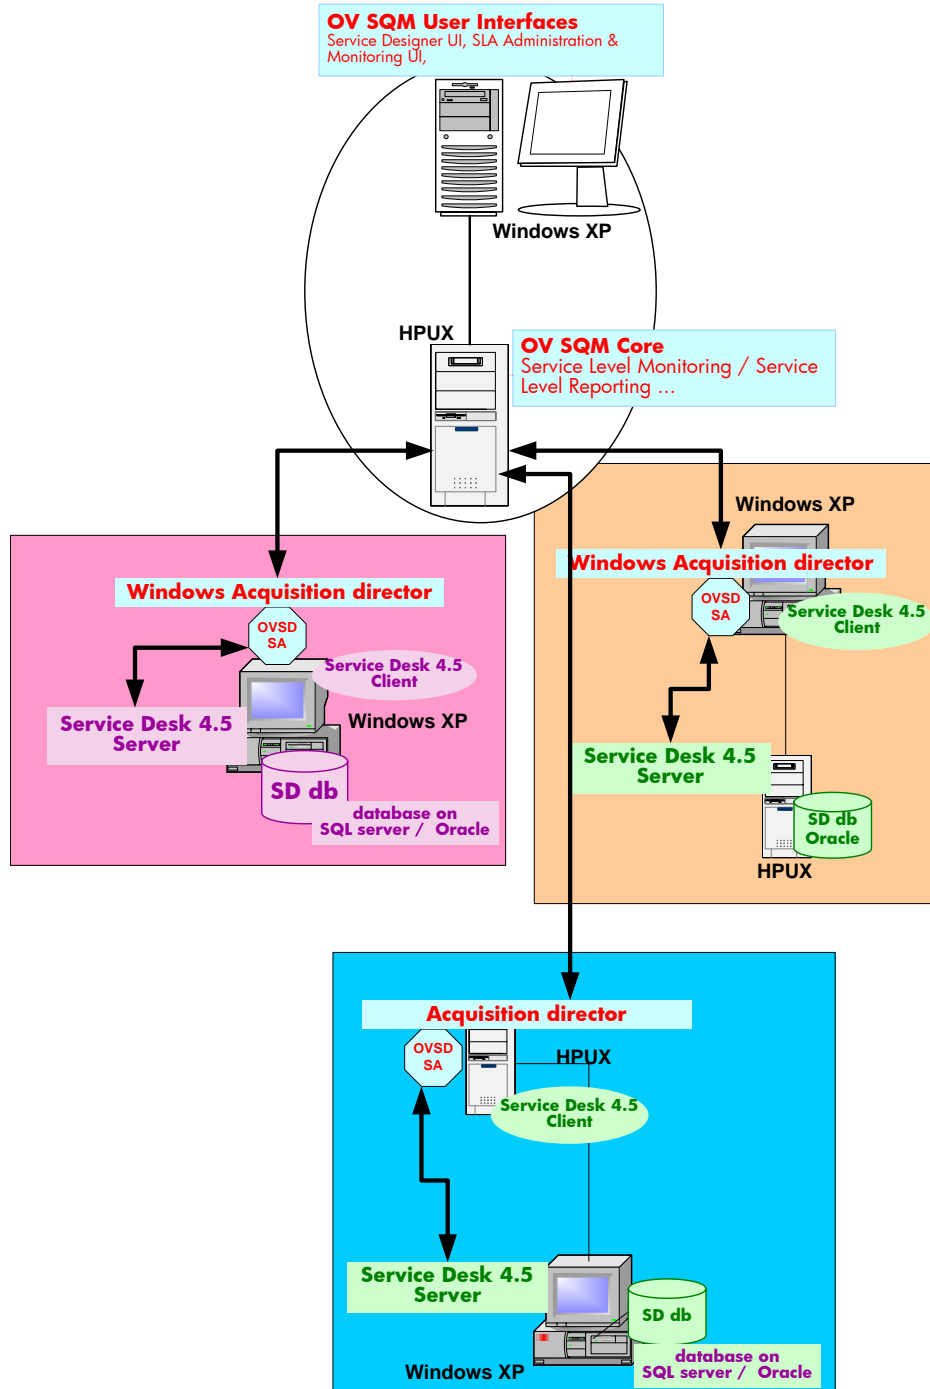 OV SQM User Interfaces
Service Designer UI, SLA Administration &
Monitoring UI,
Windows XP
HPUX
OV SQM Core
Service Level Monitoring / Service
Level Reporting ...
Windows XP
Windows Acquisition director
OVSD
SA
Service Desk 4.5
Client
Service Desk 4.5
Server
SD db
Oracle
HPUX
Windows Acquisition director
OVSD
SA
Service Desk 4.5
Client
Windows XP
Service Desk 4.5
Server
SD db
database on
SQL server / Oracle
Acquisition director
OVSD
SA
HPUX
Service Desk 4.5
Client
Service Desk 4.5
Server
SD db
database on
SQL server / Oracle
Windows XP